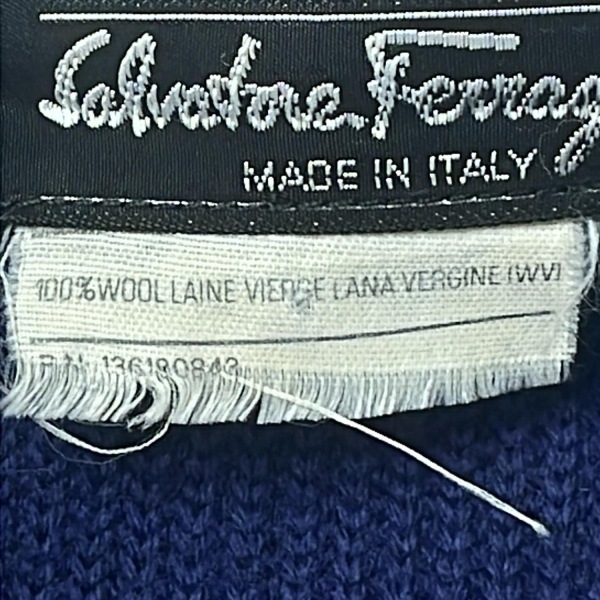 Salvatore Ferrag
MADE IN ITALY
100%WOOL LAINE VIERGE LANA VERGINE (WV)